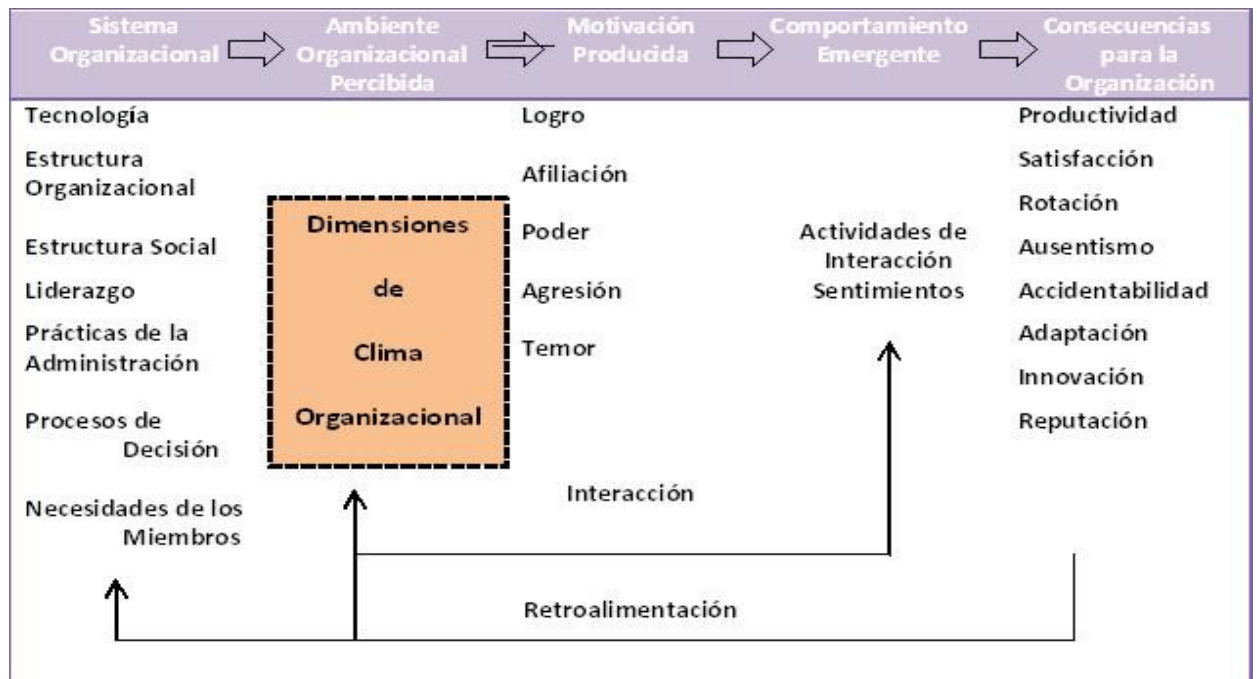 Sistema
Organizacional
Ambiente
Organizacional
Percibida
Motivación
Producida
Comportamiento
Emergente
Consecuencias
para la
Organización
Tecnología
Estructura
Organizacional
Estructura Social
Liderazgo
Prácticas de la
Administración
Procesos de
Decisión
Necesidades de los
Miembros
Dimensiones
de
Clima
Organizacional
Logro
Afiliación
Poder
Agresión
Temor
Actividades de
Interacción
Sentimientos
Productividad
Satisfacción
Rotación
Ausentismo
Accidentabilidad
Adaptación
Innovación
Reputación
Interacción
Retroalimentación